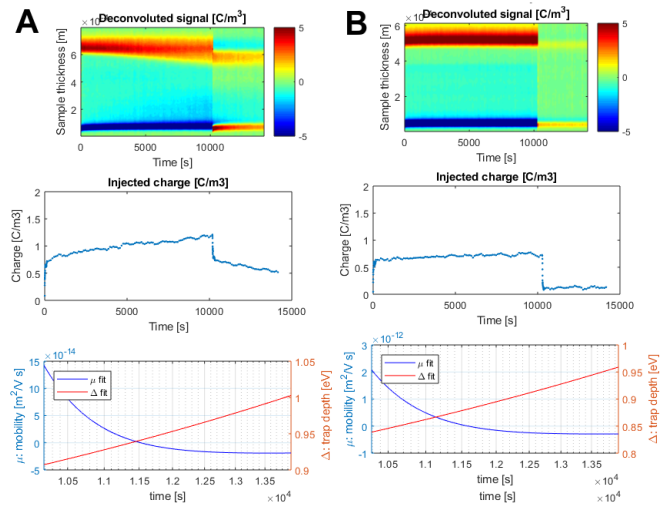 A
Deconvoluted signal [C/m³]
Sample thickness [m]
6
4
2
0
5000
10000
Time [s]
5
0
-5
Injected charge [C/m3]
Charge [C/m3]
2
1.5
1
0.5
0
0
5000
10000
15000
Time [s]
×10⁻¹⁴
μ: mobility [m²/V s]
15
10
5
0
-5
μ fit
Δ fit
1.05
1
0.95
0.9
Δ: trap depth [eV]
1.05
1.1
1.15
1.2
1.25
1.3
1.35
time [s]
×10⁴
B
Deconvoluted signal [C/m³]
Sample thickness [m]
6
4
2
0
5000
10000
Time [s]
5
0
-5
Injected charge [C/m3]
Charge [C/m3]
2
1.5
1
0.5
0
0
5000
10000
15000
Time [s]
×10⁻¹²
μ: mobility [m²/V s]
3
2
1
0
-1
μ fit
Δ fit
1
0.95
0.9
0.85
0.8
Δ: trap depth [eV]
1.05
1.1
1.15
1.2
1.25
1.3
1.35
time [s]
×10⁴
time [s]
×10⁴